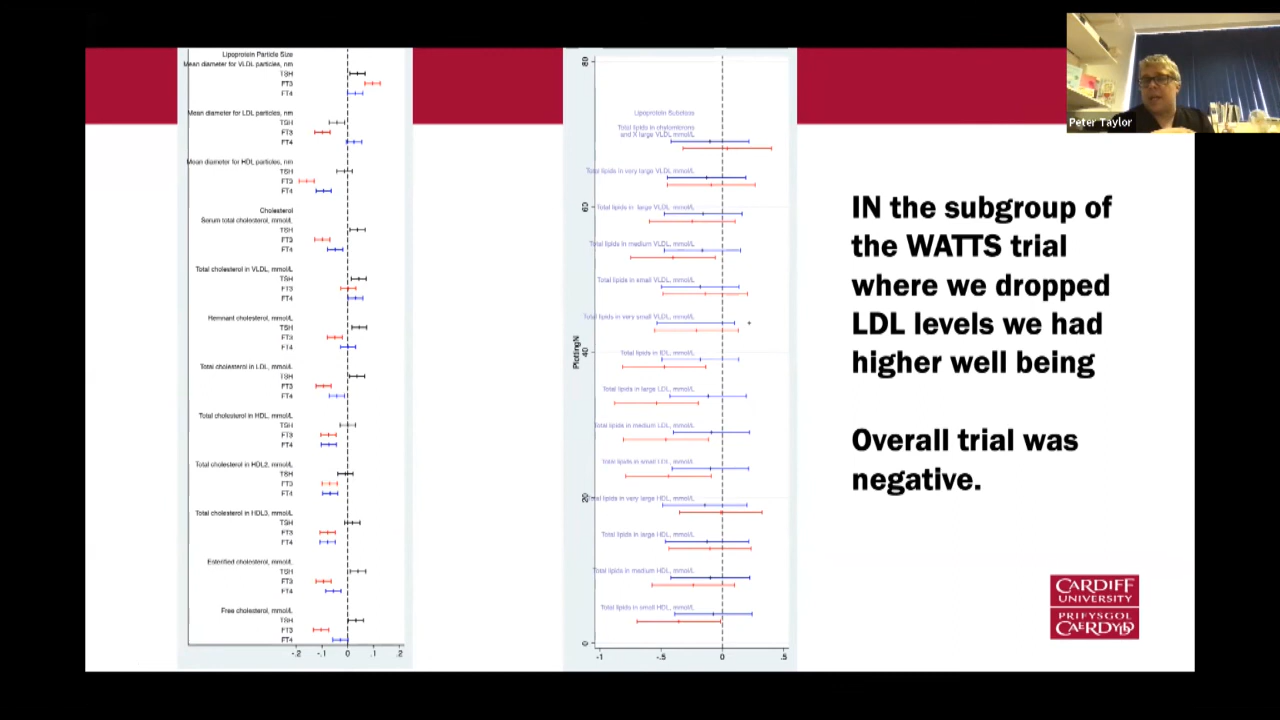 Lipoprotein Particle Size
Mean diameter for VLDL particles, nm
TSH
FT3
FT4
Mean diameter for LDL particles, nm
TSH
FT3
FT4
Mean diameter for HDL particles, nm
TSH
FT3
FT4
Cholesterol
Serum total cholesterol, mmol/L
TSH
FT3
FT4
Total cholesterol in VLDL, mmol/L
TSH
FT3
FT4
Remnant cholesterol, mmol/L
TSH
FT3
FT4
Total cholesterol in LDL, mmol/L
TSH
FT3
FT4
Total cholesterol in HDL, mmol/L
TSH
FT3
FT4
Total cholesterol in HDL2, mmol/L
TSH
FT3
FT4
Total cholesterol in HDL3, mmol/L
TSH
FT3
FT4
Esterified cholesterol, mmol/L
TSH
FT3
FT4
Free cholesterol, mmol/L
TSH
FT3
FT4
-.2 -.1 0 .1 .2
80
60
40
20
0
PlottingN
Lipoprotein Subclass
Total lipids in chylomicrons
and X large VLDL mmol/L
Total lipids in very large VLDL mmol/L
Total lipids in large VLDL, mmol/L
Total lipids in medium VLDL, mmol/L
Total lipids in small VLDL, mmol/L
Total lipids in very small VLDL, mmol/L
Total lipids in IDL, mmol/L
Total lipids in large LDL, mmol/L
Total lipids in medium LDL, mmol/L
Total lipids in small LDL, mmol/L
Total lipids in very large HDL, mmol/L
Total lipids in large HDL, mmol/L
Total lipids in medium HDL, mmol/L
Total lipids in small HDL, mmol/L
-1 -.5 0 .5
Peter Taylor
IN the subgroup of
the WATTS trial
where we dropped
LDL levels we had
higher well being
Overall trial was
negative.
CARDIFF
UNIVERSITY
PRIFYSGOL
CAERDYDD